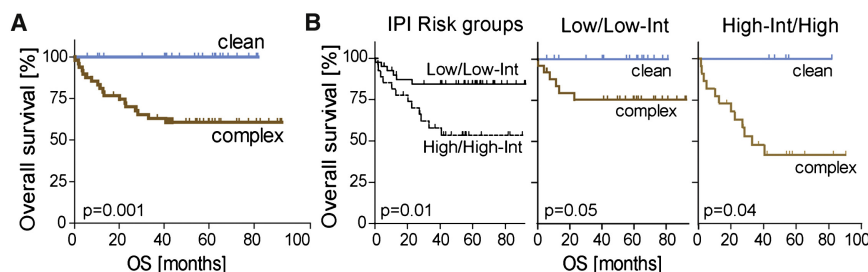 A
Overall survival [%]
100
75
50
25
0
clean
complex
p=0.001
0 20 40 60 80 100
OS [months]
B
IPI Risk groups
Overall survival [%]
100
75
50
25
0
Low/Low-Int
High/High-Int
p=0.01
0 20 40 60 80
Low/Low-Int
clean
complex
p=0.05
0 20 40 60 80
OS [months]
High-Int/High
clean
complex
p=0.04
0 20 40 60 80 100